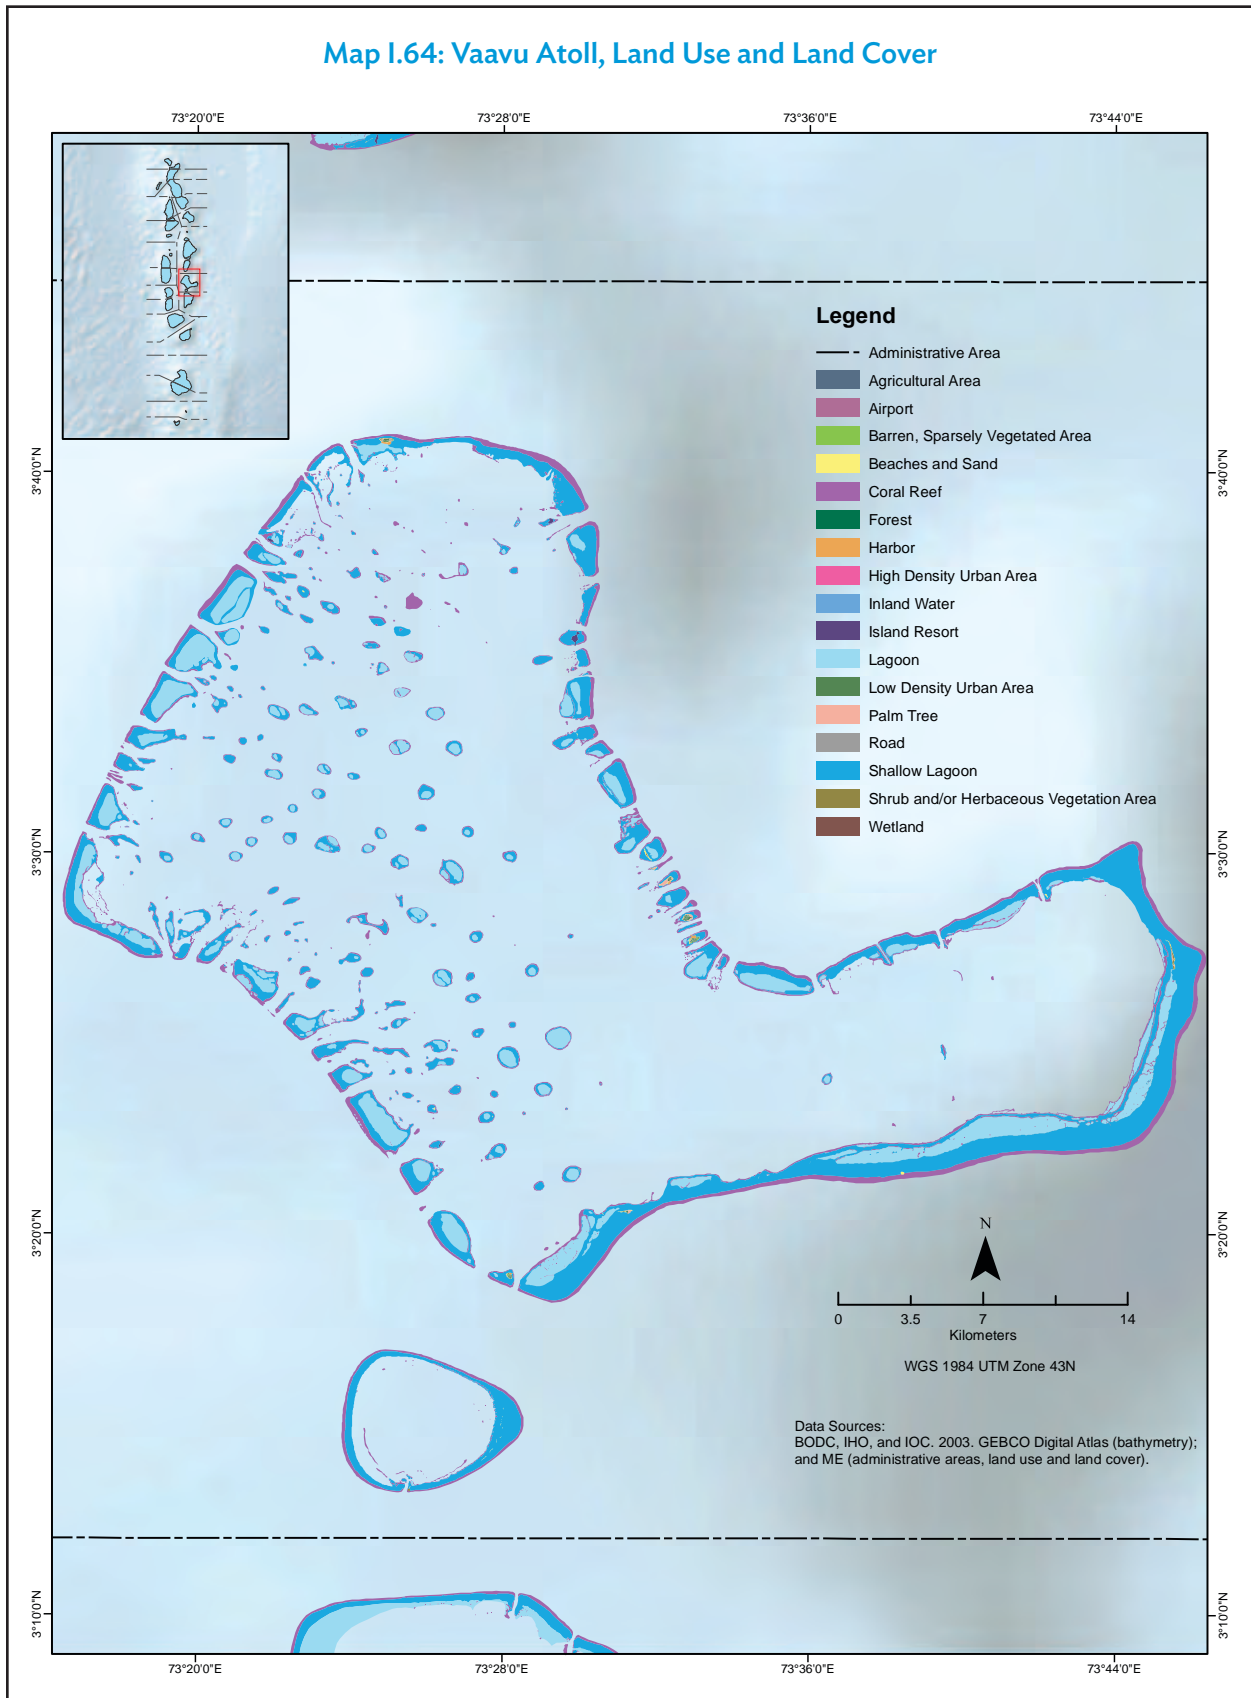 Map I.64: Vaavu Atoll, Land Use and Land Cover
73°20'0"E
73°28'0"E
73°36'0"E
73°44'0"E
Legend
Administrative Area
Agricultural Area
Airport
Barren, Sparsely Vegetated Area
Beaches and Sand
Coral Reef
Forest
Harbor
High Density Urban Area
Inland Water
Island Resort
Lagoon
Low Density Urban Area
Palm Tree
Road
Shallow Lagoon
Shrub and/or Herbaceous Vegetation Area
Wetland
3°40'0"N
3°40'0"N
3°30'0"N
3°30'0"N
3°20'0"N
3°20'0"N
N
0 3.5 7 14
Kilometers
WGS 1984 UTM Zone 43N
Data Sources:
BODC, IHO, and IOC. 2003. GEBCO Digital Atlas (bathymetry);
and ME (administrative areas, land use and land cover).
3°10'0"N
3°10'0"N
73°20'0"E
73°28'0"E
73°36'0"E
73°44'0"E